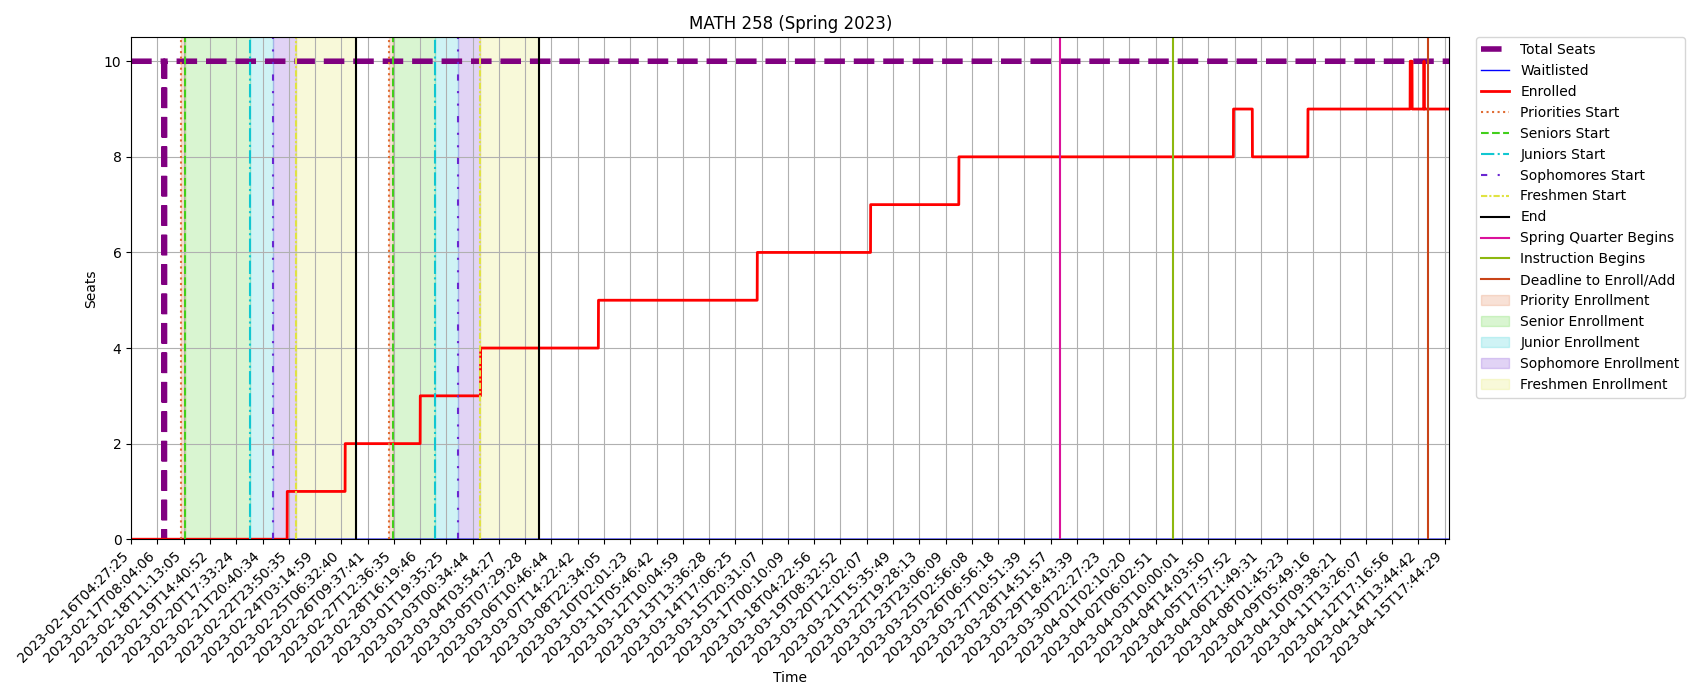 MATH 258 (Spring 2023)
Seats
10
8
6
4
2
0
2023-02-16T04:27:25
2023-02-17T08:04:06
2023-02-18T11:13:05
2023-02-19T14:40:52
2023-02-20T17:33:24
2023-02-21T20:40:34
2023-02-22T23:50:35
2023-02-24T03:14:59
2023-02-25T06:32:40
2023-02-26T09:37:41
2023-02-27T12:36:35
2023-02-28T16:19:46
2023-03-01T19:35:25
2023-03-03T00:34:44
2023-03-04T03:54:27
2023-03-05T07:29:28
2023-03-06T10:46:44
2023-03-07T14:22:42
2023-03-08T22:34:05
2023-03-10T02:01:23
2023-03-11T05:46:42
2023-03-12T10:04:59
2023-03-13T13:36:28
2023-03-14T17:06:25
2023-03-15T20:31:07
2023-03-17T00:10:09
2023-03-18T04:22:56
2023-03-19T08:32:52
2023-03-20T12:02:07
2023-03-21T15:35:49
2023-03-22T19:28:13
2023-03-23T23:06:09
2023-03-25T02:56:08
2023-03-26T06:56:18
2023-03-27T10:51:39
2023-03-28T14:51:57
2023-03-29T18:43:39
2023-03-30T22:27:23
2023-04-01T02:10:20
2023-04-02T06:02:51
2023-04-03T10:00:01
2023-04-04T14:03:50
2023-04-05T17:57:52
2023-04-06T21:49:31
2023-04-08T01:45:23
2023-04-09T05:49:16
2023-04-10T09:38:21
2023-04-11T13:26:07
2023-04-12T17:16:56
2023-04-14T13:44:42
2023-04-15T17:44:29
Time
Total Seats
Waitlisted
Enrolled
Priorities Start
Seniors Start
Juniors Start
Sophomores Start
Freshmen Start
End
Spring Quarter Begins
Instruction Begins
Deadline to Enroll/Add
Priority Enrollment
Senior Enrollment
Junior Enrollment
Sophomore Enrollment
Freshmen Enrollment